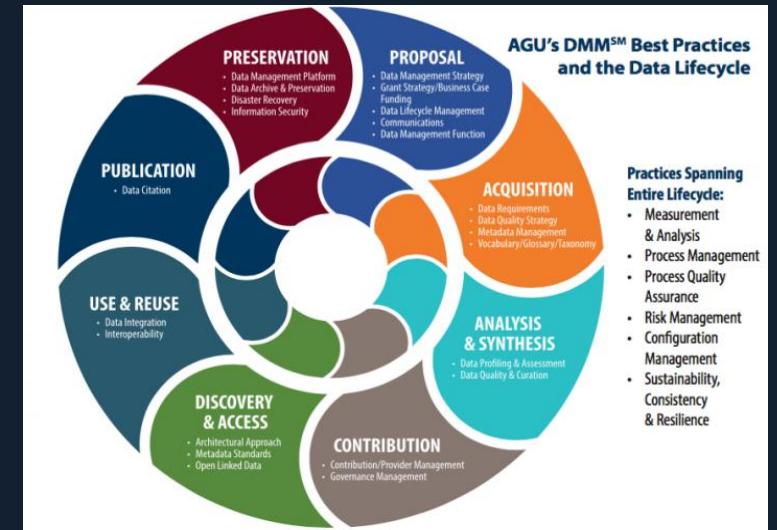 AGU's DMM℠ Best Practices
and the Data Lifecycle
PRESERVATION
• Data Management Platform
• Data Archive & Preservation
• Disaster Recovery
• Information Security
PROPOSAL
• Data Management Strategy
• Grant Strategy/Business Case
Funding
• Data Lifecycle Management
• Communications
• Data Management Function
ACQUISITION
• Data Requirements
• Data Quality Strategy
• Metadata Management
• Vocabulary/Glossary/Taxonomy
ANALYSIS
& SYNTHESIS
• Data Profiling & Assessment
• Data Quality & Curation
CONTRIBUTION
• Contribution/Provider Management
• Governance Management
DISCOVERY
& ACCESS
• Architectural Approach
• Metadata Standards
• Open Linked Data
USE & REUSE
• Data Integration
• Interoperability
PUBLICATION
• Data Citation
Practices Spanning
Entire Lifecycle:
• Measurement
& Analysis
• Process Management
• Process Quality
Assurance
• Risk Management
• Configuration
Management
• Sustainability,
Consistency
& Resilience